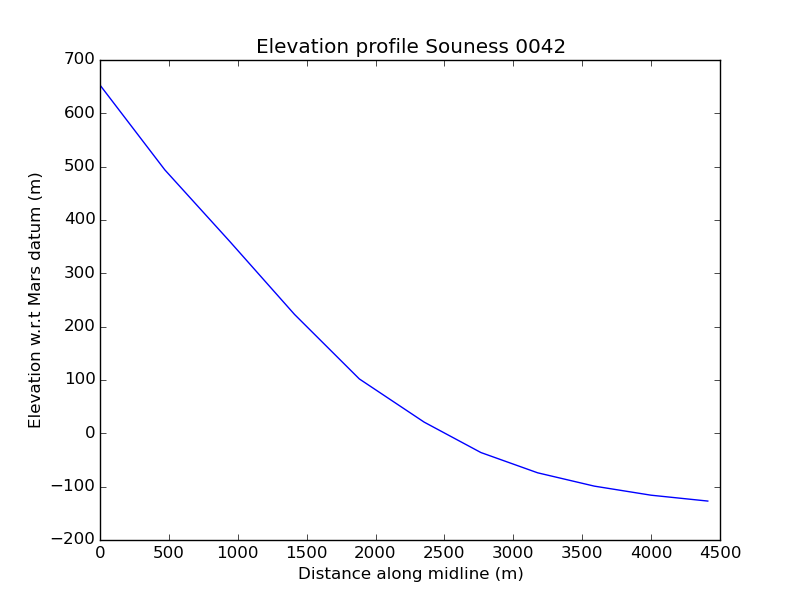 Elevation profile Souness 0042
700
600
500
400
300
200
100
0
−100
−200
Elevation w.r.t Mars datum (m)
0 500 1000 1500 2000 2500 3000 3500 4000 4500
Distance along midline (m)